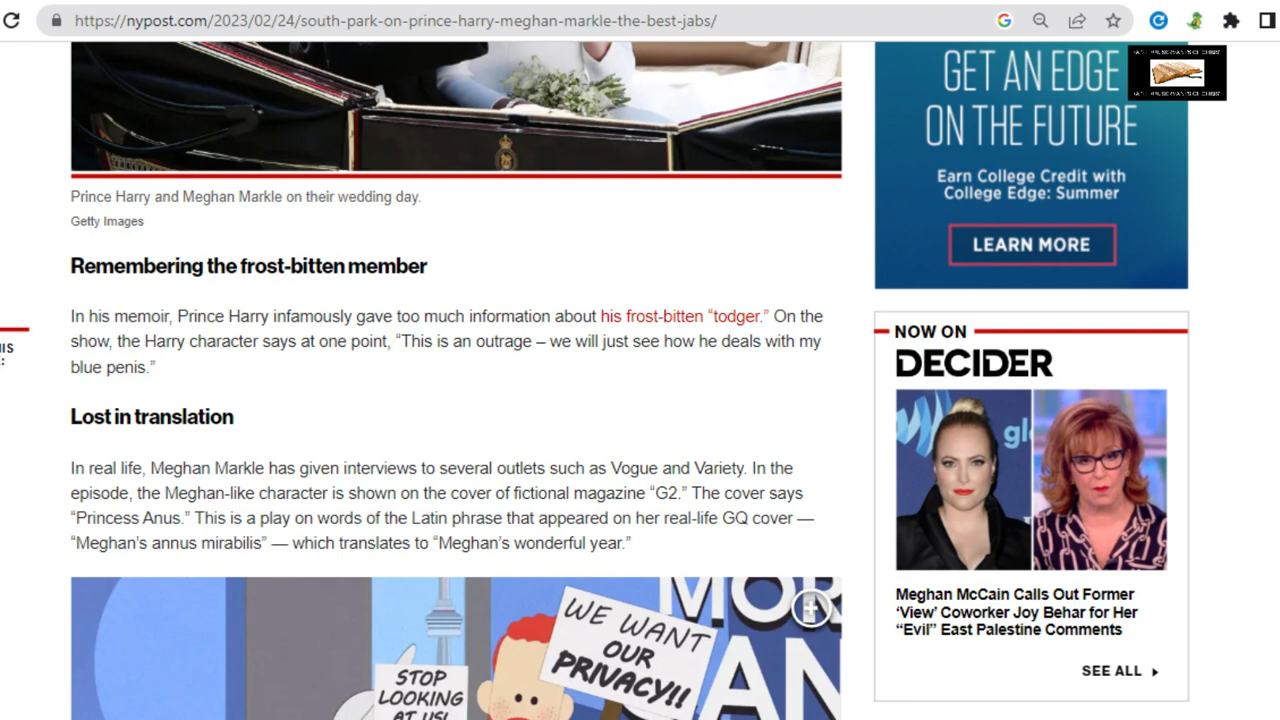 https://nypost.com/2023/02/24/south-park-on-prince-harry-meghan-markle-the-best-jabs/
Prince Harry and Meghan Markle on their wedding day.
Getty Images
Remembering the frost-bitten member
In his memoir, Prince Harry infamously gave too much information about his frost-bitten “todger.” On the
show, the Harry character says at one point, “This is an outrage – we will just see how he deals with my
blue penis.”
Lost in translation
In real life, Meghan Markle has given interviews to several outlets such as Vogue and Variety. In the
episode, the Meghan-like character is shown on the cover of fictional magazine “G2.” The cover says
“Princess Anus.” This is a play on words of the Latin phrase that appeared on her real-life GQ cover —
“Meghan’s annus mirabilis” — which translates to “Meghan’s wonderful year.”
STOP
LOOKING
AT US!
WE WANT
OUR
PRIVACY!!
GET AN EDGE
ON THE FUTURE
Earn College Credit with
College Edge: Summer
LEARN MORE
NOW ON
DECIDER
Meghan McCain Calls Out Former
‘View’ Coworker Joy Behar for Her
“Evil” East Palestine Comments
SEE ALL